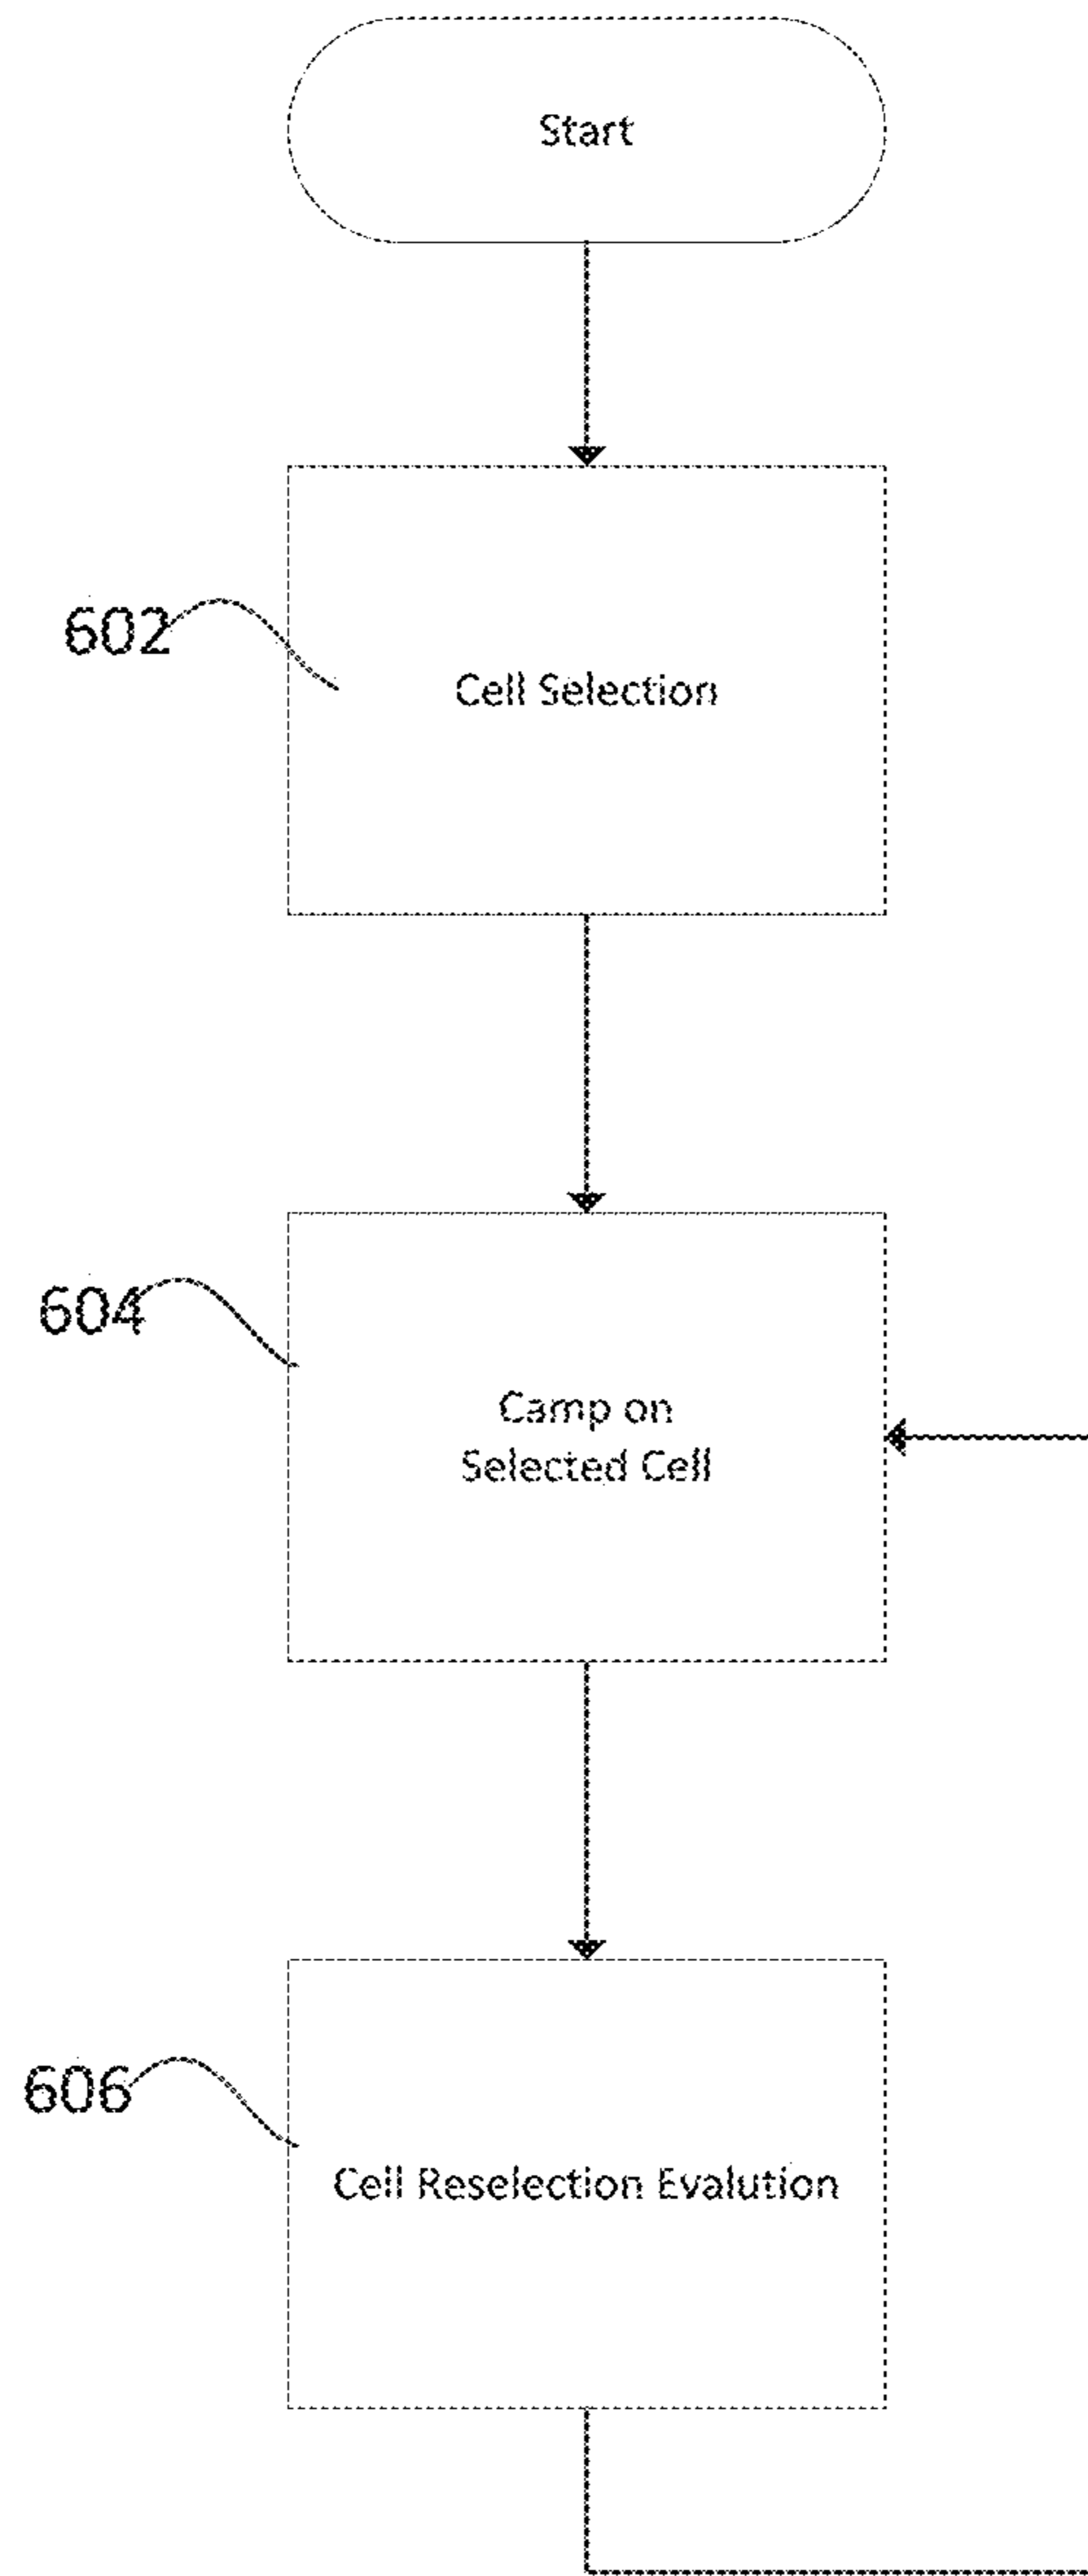 Start
602
Cell Selection
604
Camp on
Selected Cell
606
Cell Reselection Evalution